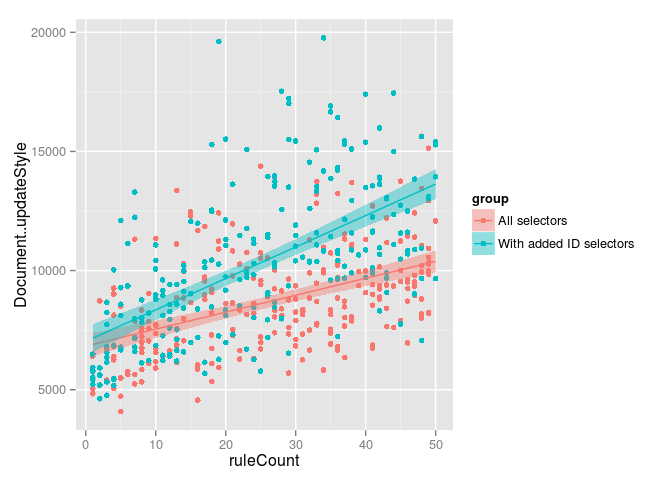 20000
15000
10000
5000
Document..updateStyle
0 10 20 30 40 50
ruleCount
group
All selectors
With added ID selectors